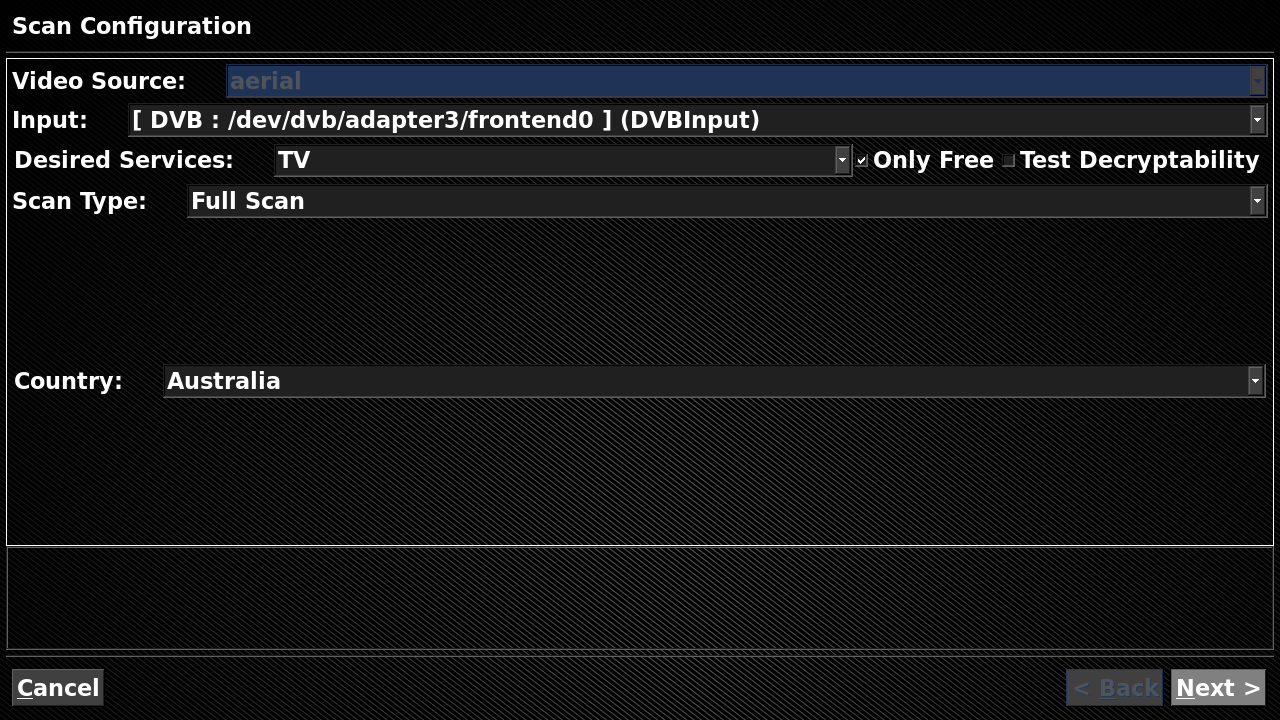 Scan Configuration
Video Source: aerial
Input: [ DVB : /dev/dvb/adapter3/frontend0 ] (DVBInput)
Desired Services: TV Only Free Test Decryptability
Scan Type: Full Scan
Country: Australia
Cancel < Back Next >